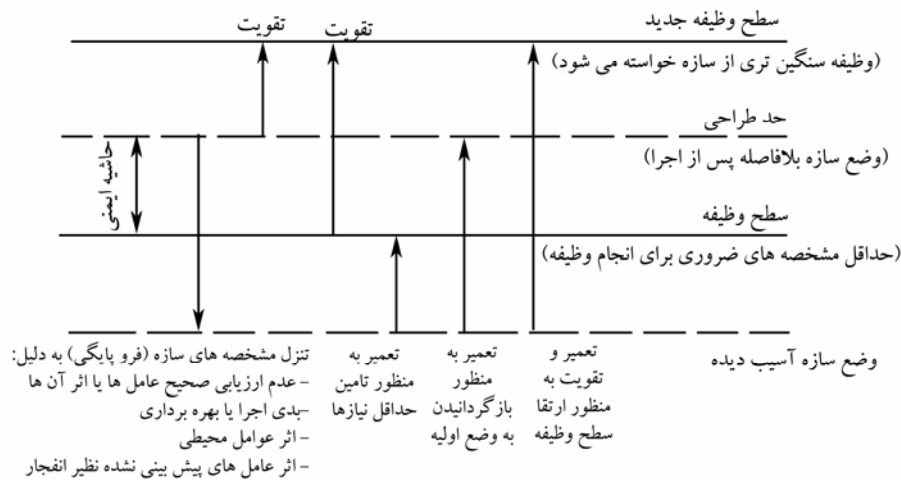 سطح وظیفه جدید
تقویت
تقویت
(وظیفه سنگین تری از سازه خواسته می شود)
حد طراحی
(وضع سازه بلافاصله پس از اجرا)
حاشیه ایمنی
سطح وظیفه
(حداقل مشخصه های ضروری برای انجام وظیفه)
وضع سازه آسیب دیده
تعمیر و
تقویت به
منظور ارتقا
سطح وظیفه
تعمیر به
منظور
بازگردانیدن
به وضع اولیه
تعمیر به
منظور تامین
حداقل نیازها
تنزل مشخصه های سازه (فرو پایگی) به دلیل:
- عدم ارزیابی صحیح عامل ها یا اثر آن ها
-بدی اجرا یا بهره برداری
- اثر عوامل محیطی
- اثر عامل های پیش بینی نشده نظیر انفجار